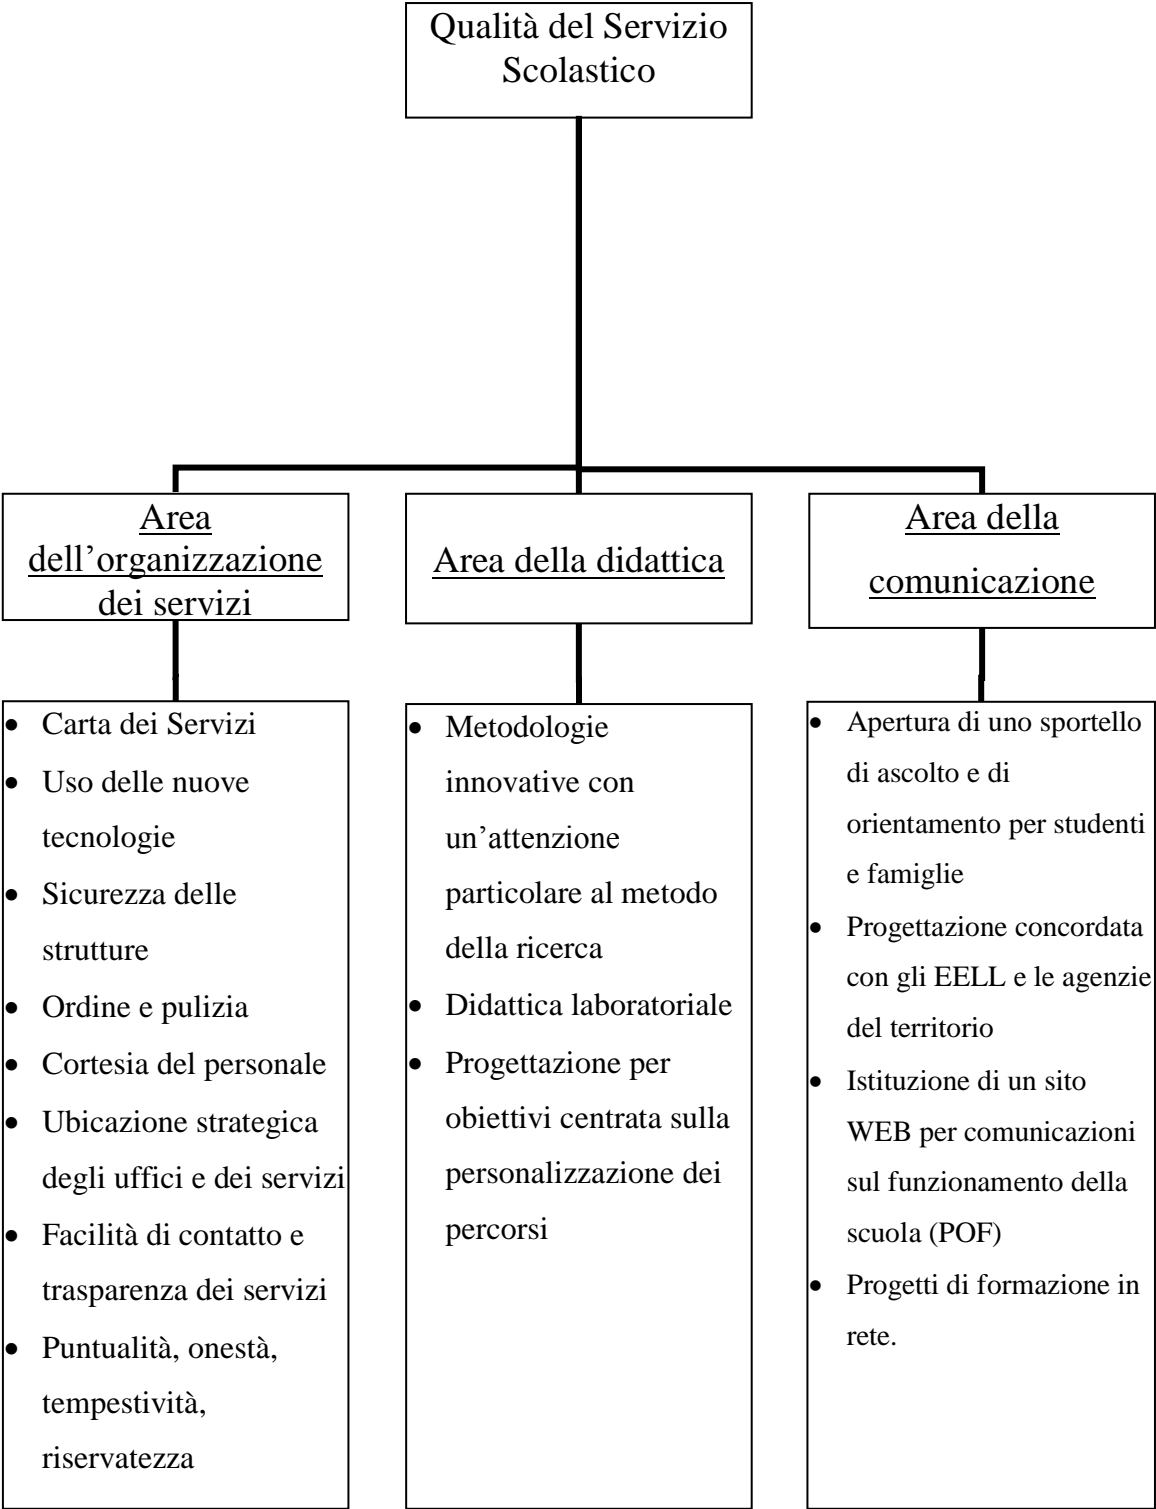 Qualità del Servizio
Scolastico
Area
dell’organizzazione
dei servizi
Area della didattica
Area della
comunicazione
• Carta dei Servizi
• Uso delle nuove
tecnologie
• Sicurezza delle
strutture
• Ordine e pulizia
• Cortesia del personale
• Ubicazione strategica
degli uffici e dei servizi
• Facilità di contatto e
trasparenza dei servizi
• Puntualità, onestà,
tempestività,
riservatezza
• Metodologie
innovative con
un’attenzione
particolare al metodo
della ricerca
• Didattica laboratoriale
• Progettazione per
obiettivi centrata sulla
personalizzazione dei
percorsi
• Apertura di uno sportello
di ascolto e di
orientamento per studenti
e famiglie
• Progettazione concordata
con gli EELL e le agenzie
del territorio
• Istituzione di un sito
WEB per comunicazioni
sul funzionamento della
scuola (POF)
• Progetti di formazione in
rete.